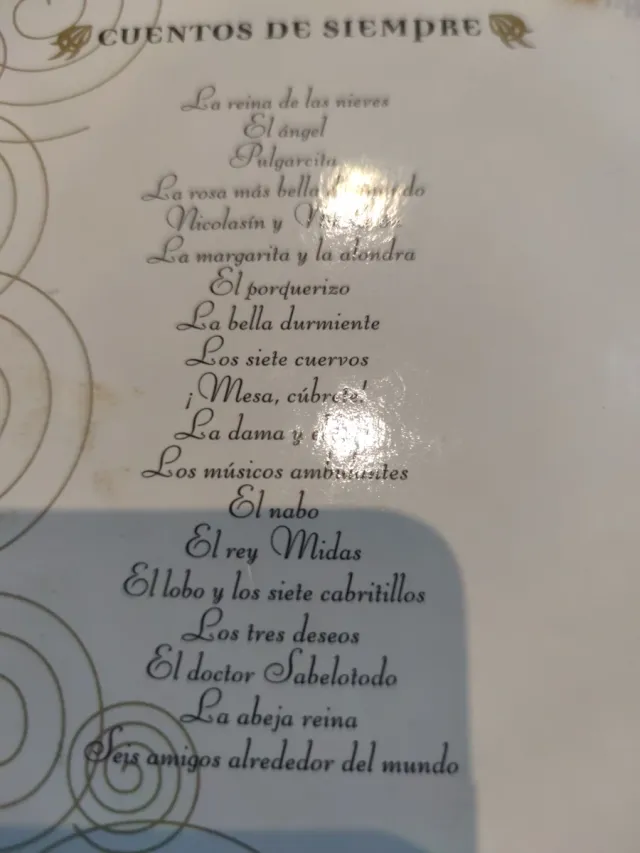 CUENTOS DE SIEMPRE
La reina de las nieves
El ángel
Pulgarcita
La rosa más bella
Nicolasín y
La margarita y la alondra
El porquerizo
La bella durmiente
Los siete cuervos
¡Mesa, cúbrete!
La dama y
Los músicos ambulantes
El nabo
El rey Midas
El lobo y los siete cabritillos
Los tres deseos
El doctor Sabelotodo
La abeja reina
Seis amigos alrededor del mundo